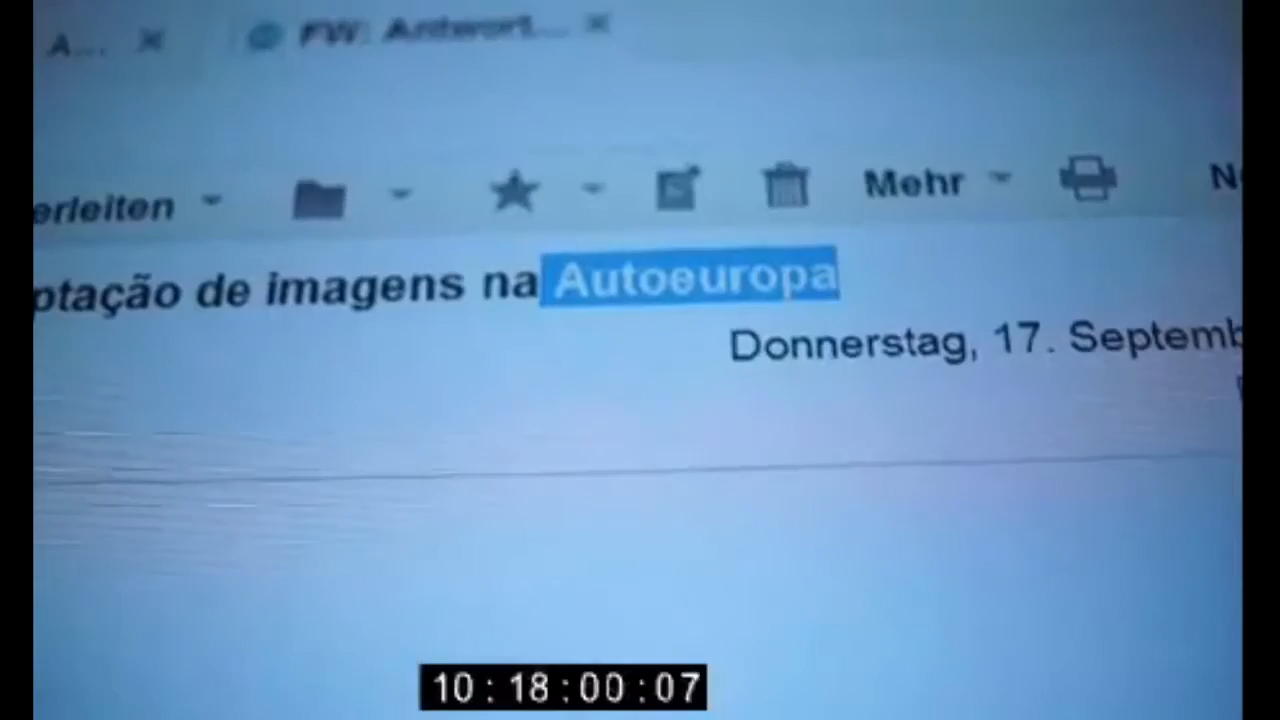 A... FW: Antwort...
erleiten Mehr N
ptação de imagens na Autoeuropa
Donnerstag, 17. Septemb
10:18:00:07